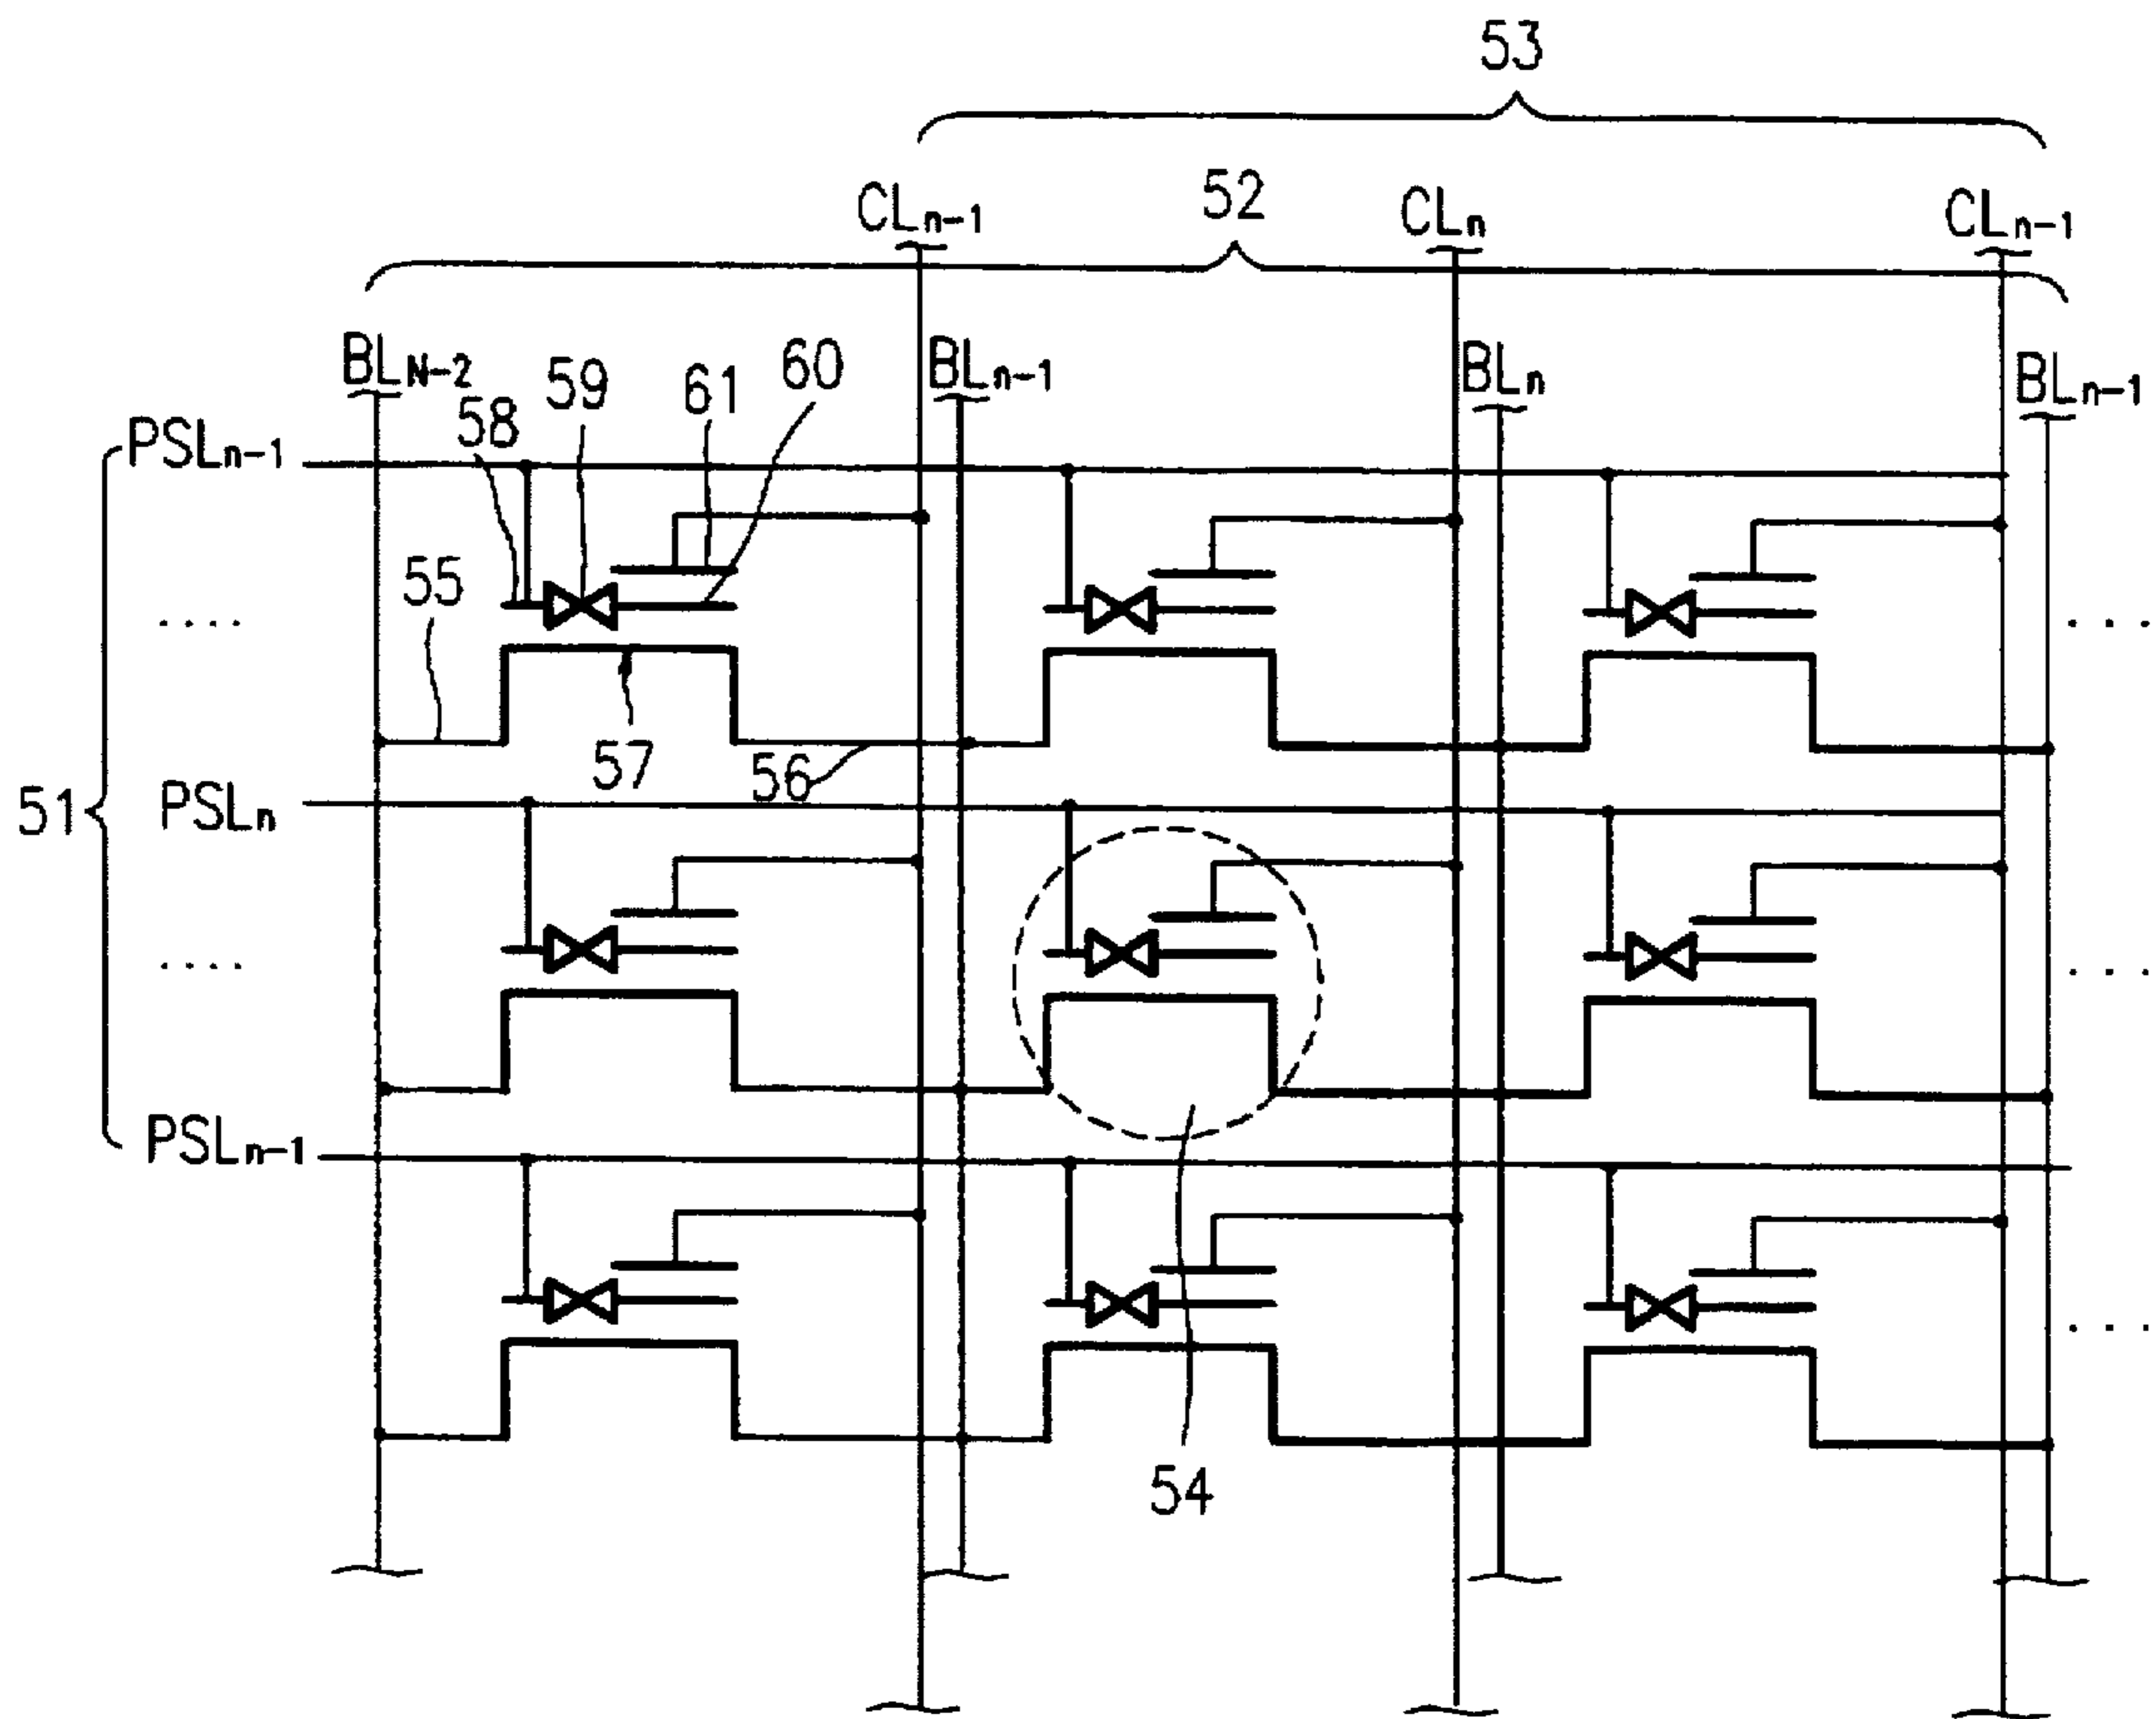 53
52
CLn-1
CLn
CLn-1
BLN-2
59
61
60
BLn-1
BLn
BLn-1
58
PSLn-1
55
....
...
57
56
51
PSLn
....
...
PSLn-1
...
54